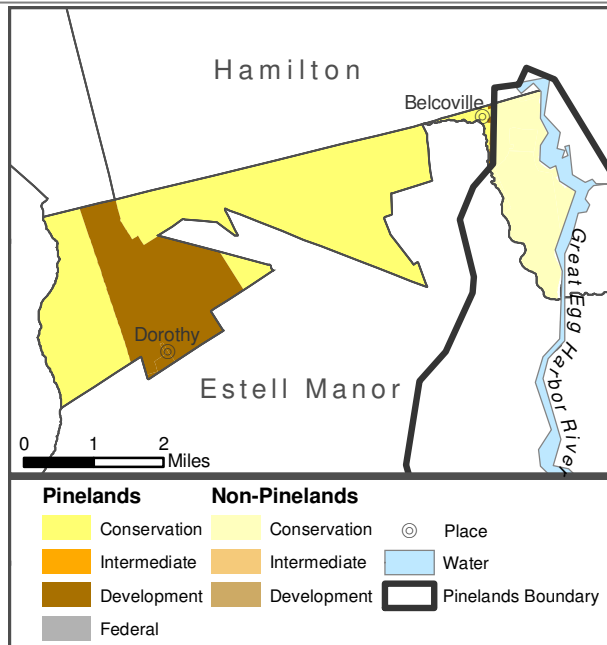 Hamilton
Belcoville
Great Egg Harbor River
Dorothy
Estell Manor
0 1 2
Miles
Pinelands Non-Pinelands
Conservation Conservation Place
Intermediate Intermediate Water
Development Development Pinelands Boundary
Federal